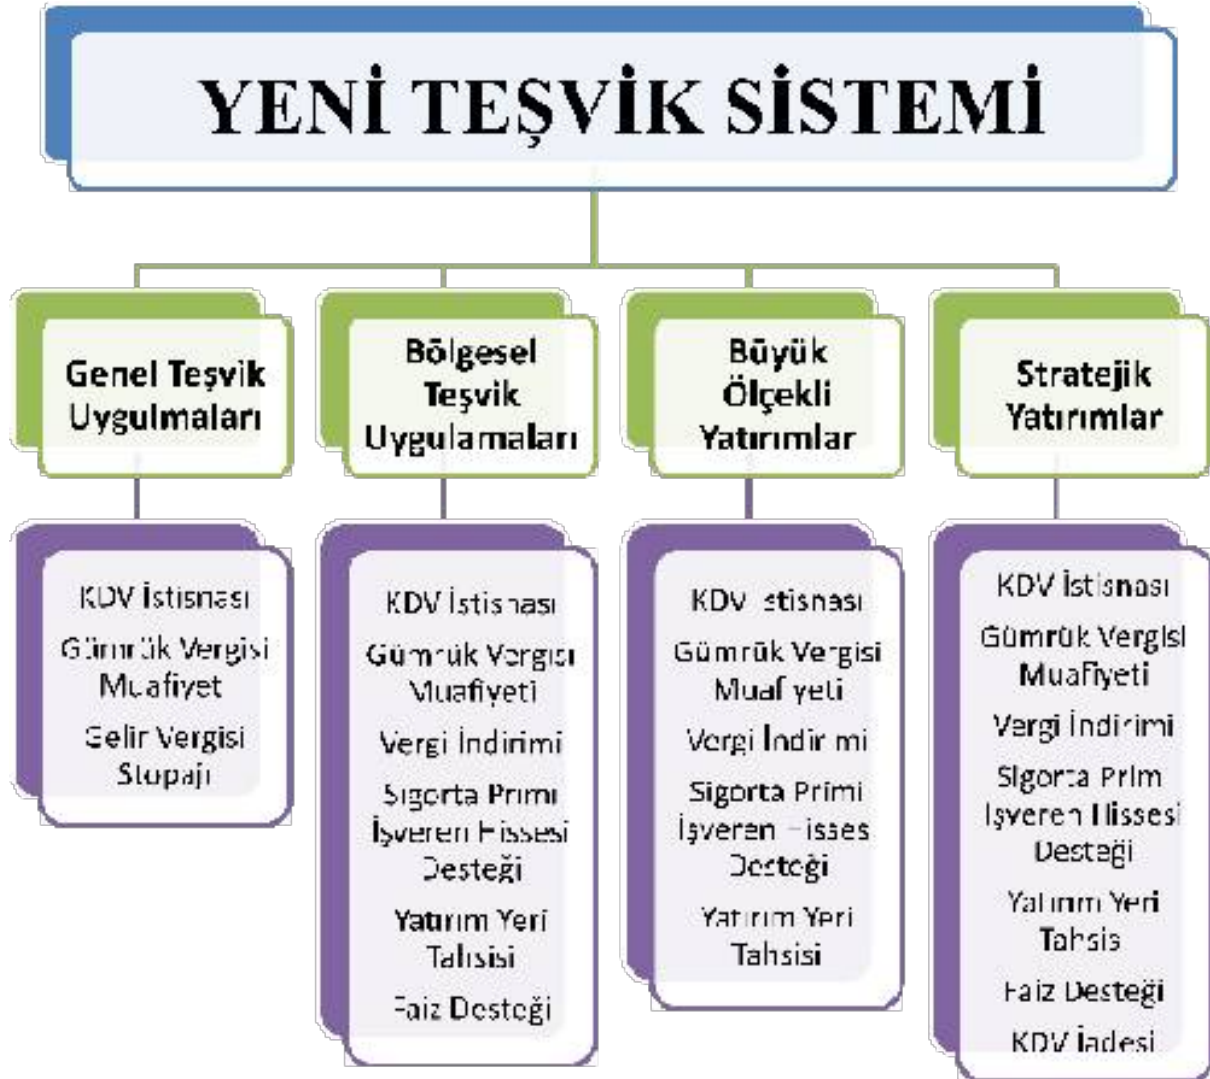 YENİ TEŞVİK SİSTEMİ
Genel Teşvik
Uygulmaları
KDV İstisnası
Gümrük Vergisi
Muafiyet
Gelir Vergisi
Stopajı
Bölgesel
Teşvik
Uygulamaları
KDV İstisnası
Gümrük Vergisi
Muafiyeti
Vergi İndirimi
Sigorta Primi
İşveren Hissesi
Desteği
Yatırım Yeri
Tahsisi
Faiz Desteği
Büyük
Ölçekli
Yatırımlar
KDV İstisnası
Gümrük Vergisi
Muafiyeti
Vergi İndirimi
Sigorta Primi
İşveren Hisses
Desteği
Yatırım Yeri
Tahsisi
Stratejik
Yatırımlar
KDV İstisnası
Gümrük Vergisi
Muafiyeti
Vergi İndirimi
Sigorta Prim
İşveren Hissesi
Desteği
Yatırım Yeri
Tahsis
Faiz Desteği
KDV İadesi